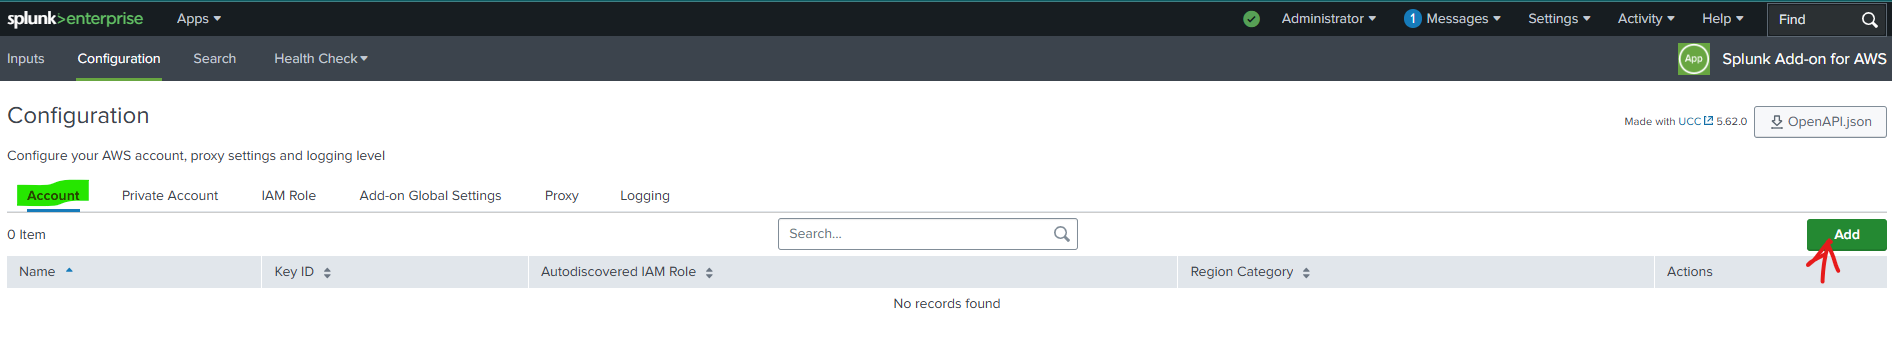 splunk>enterprise Apps Administrator 1 Messages Settings Activity Help Find
Inputs Configuration Search Health Check App Splunk Add-on for AWS
Configuration
Made with UCC 5.62.0 OpenAPI.json
Configure your AWS account, proxy settings and logging level
Account Private Account IAM Role Add-on Global Settings Proxy Logging
0 Item Search... Add
Name Key ID Autodiscovered IAM Role Region Category Actions
No records found